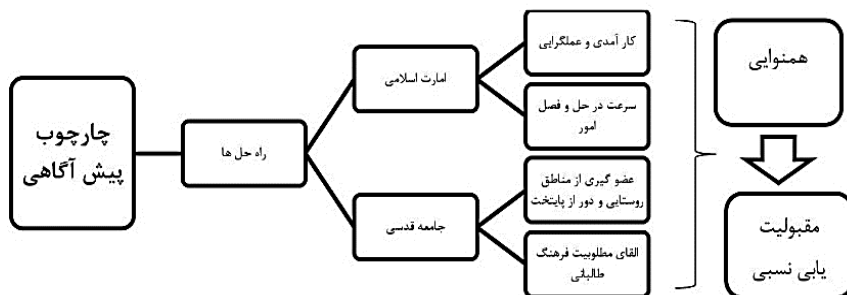 چارچوب
پیش آگاهی
راه حل ها
امارت اسلامی
جامعه قدسی
کار آمدی و عملگرایی
سرعت در حل و فصل
امور
عضو گیری از مناطق
روستایی و دور از پایتخت
القای مطلوبیت فرهنگ
طالبانی
همنوایی
مقبولیت
یابی نسبی